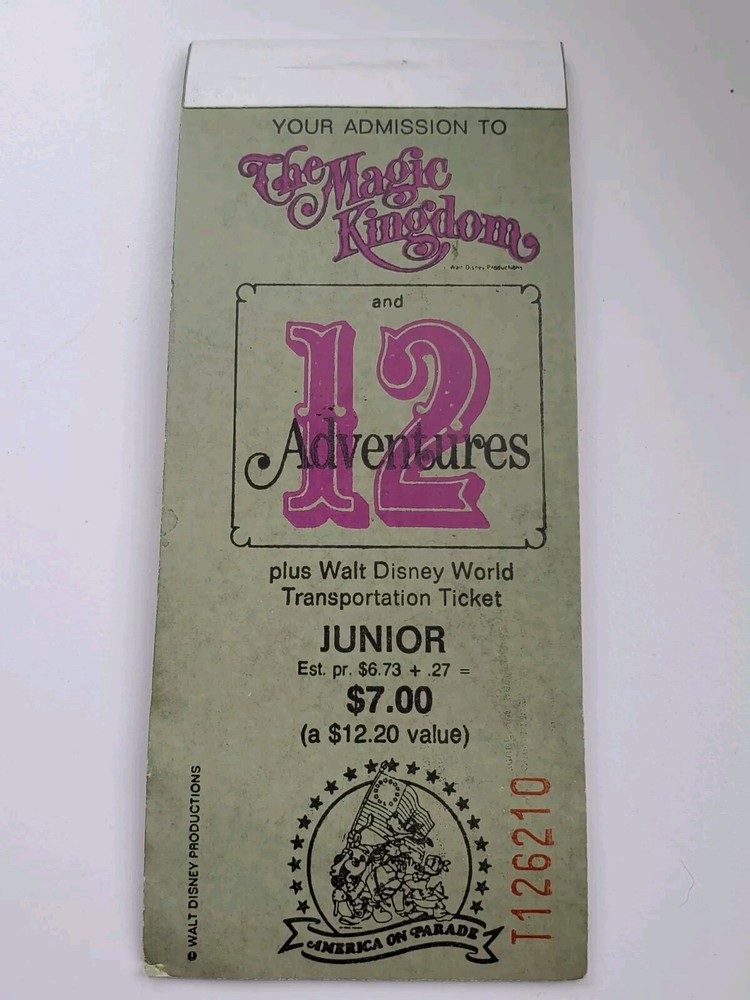 YOUR ADMISSION TO
The Magic
Kingdom
Walt Disney Productions
and
12
Adventures
plus Walt Disney World
Transportation Ticket
JUNIOR
Est. pr. $6.73 + .27 =
$7.00
(a $12.20 value)
AMERICA ON PARADE
© WALT DISNEY PRODUCTIONS
T126210